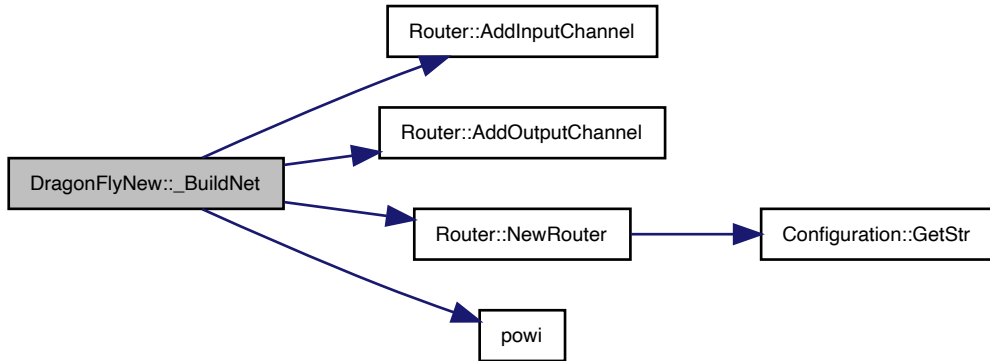 Router::AddInputChannel
Router::AddOutputChannel
DragonFlyNew::_BuildNet
Router::NewRouter
Configuration::GetStr
powi